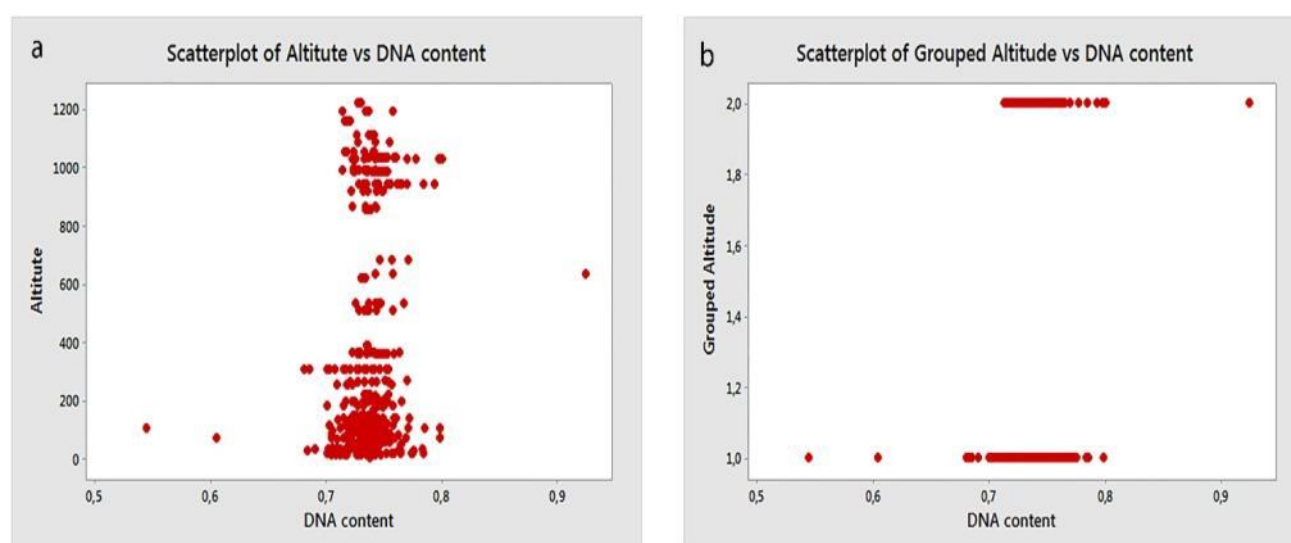 a
Scatterplot of Altitute vs DNA content
1200
1000
800
600
400
200
0
Altitute
0,5 0,6 0,7 0,8 0,9
DNA content
b
Scatterplot of Grouped Altitude vs DNA content
2,0
1,8
1,6
1,4
1,2
1,0
Grouped Altitude
0,5 0,6 0,7 0,8 0,9
DNA content